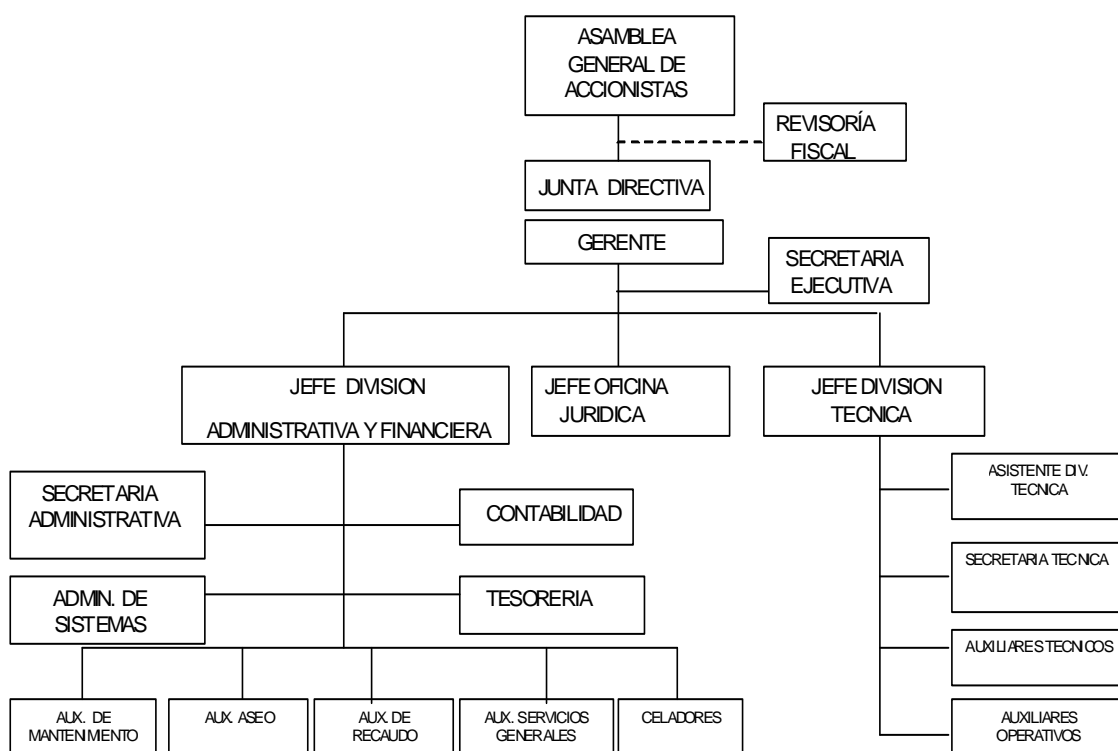 ASAMBLEA
GENERAL DE
ACCIONISTAS
REVISORÍA
FISCAL
JUNTA DIRECTIVA
GERENTE
SECRETARIA
EJECUTIVA
JEFE DIVISION
ADMINISTRATIVA Y FINANCIERA
JEFE OFICINA
JURIDICA
JEFE DIVISION
TECNICA
SECRETARIA
ADMINISTRATIVA
CONTABILIDAD
ASISTENTE DIV.
TECNICA
SECRETARIA TECNICA
ADMIN. DE
SISTEMAS
TESORERIA
AUXILIARES TECNICOS
AUX. DE
MANTENIMIENTO
AUX. ASEO
AUX. DE
RECAUDO
AUX. SERVICIOS
GENERALES
CELADORES
AUXILIARES
OPERATIVOS